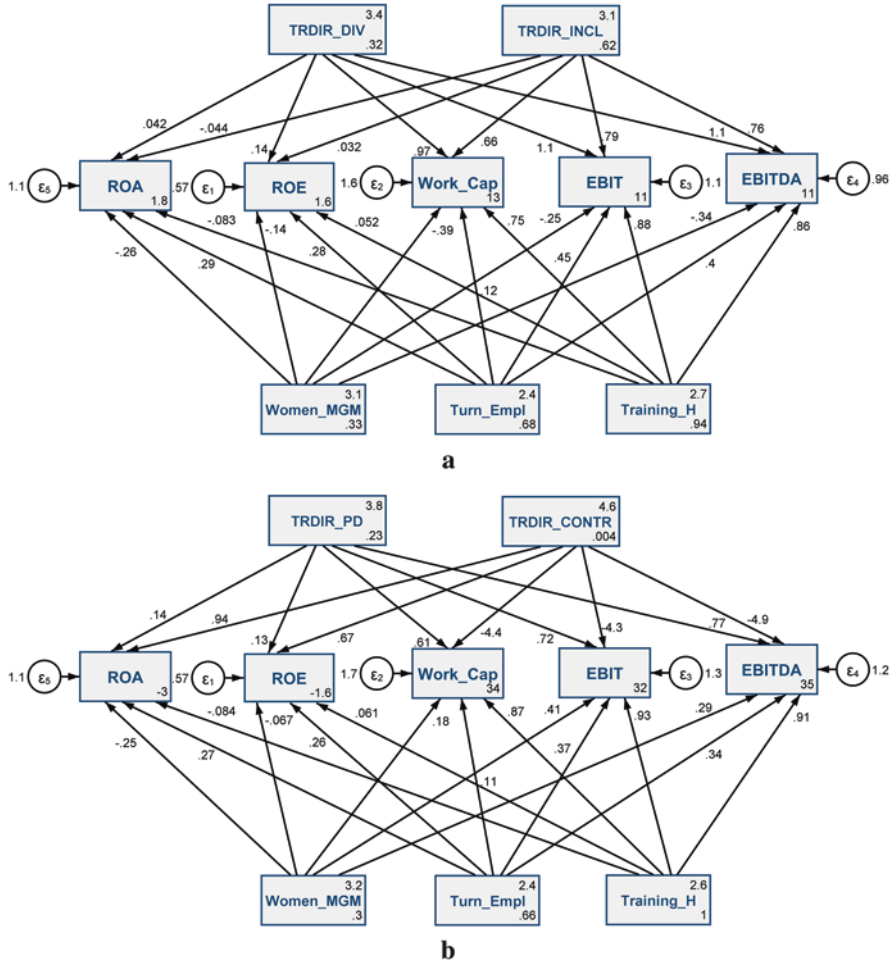 3.4
TRDIR_DIV
.32
3.1
TRDIR_INCL
.62
.042
-.044
.14
.032
.97
.66
1.1
.79
1.1
.76
1.1
ε5
ROA
1.8
.57
ε1
ROE
1.6
1.6
ε2
Work_Cap
13
EBIT
11
ε3
1.1
EBITDA
11
ε4
.96
-.26
-.083
.29
-.14
.28
.052
-.39
.75
-.25
.45
.88
-.34
.4
.86
.12
3.1
Women_MGM
.33
2.4
Turn_Empl
.68
2.7
Training_H
.94
a
3.8
TRDIR_PD
.23
4.6
TRDIR_CONTR
.004
.14
.94
.13
.67
.61
-4.4
.72
-4.3
.77
-4.9
1.1
ε5
ROA
-3
.57
ε1
ROE
-1.6
1.7
ε2
Work_Cap
34
EBIT
32
ε3
1.3
EBITDA
35
ε4
1.2
-.25
-.084
.27
-.067
.26
.061
.18
.87
.41
.37
.93
.29
.34
.91
.11
3.2
Women_MGM
.3
2.4
Turn_Empl
.66
2.6
Training_H
1
b